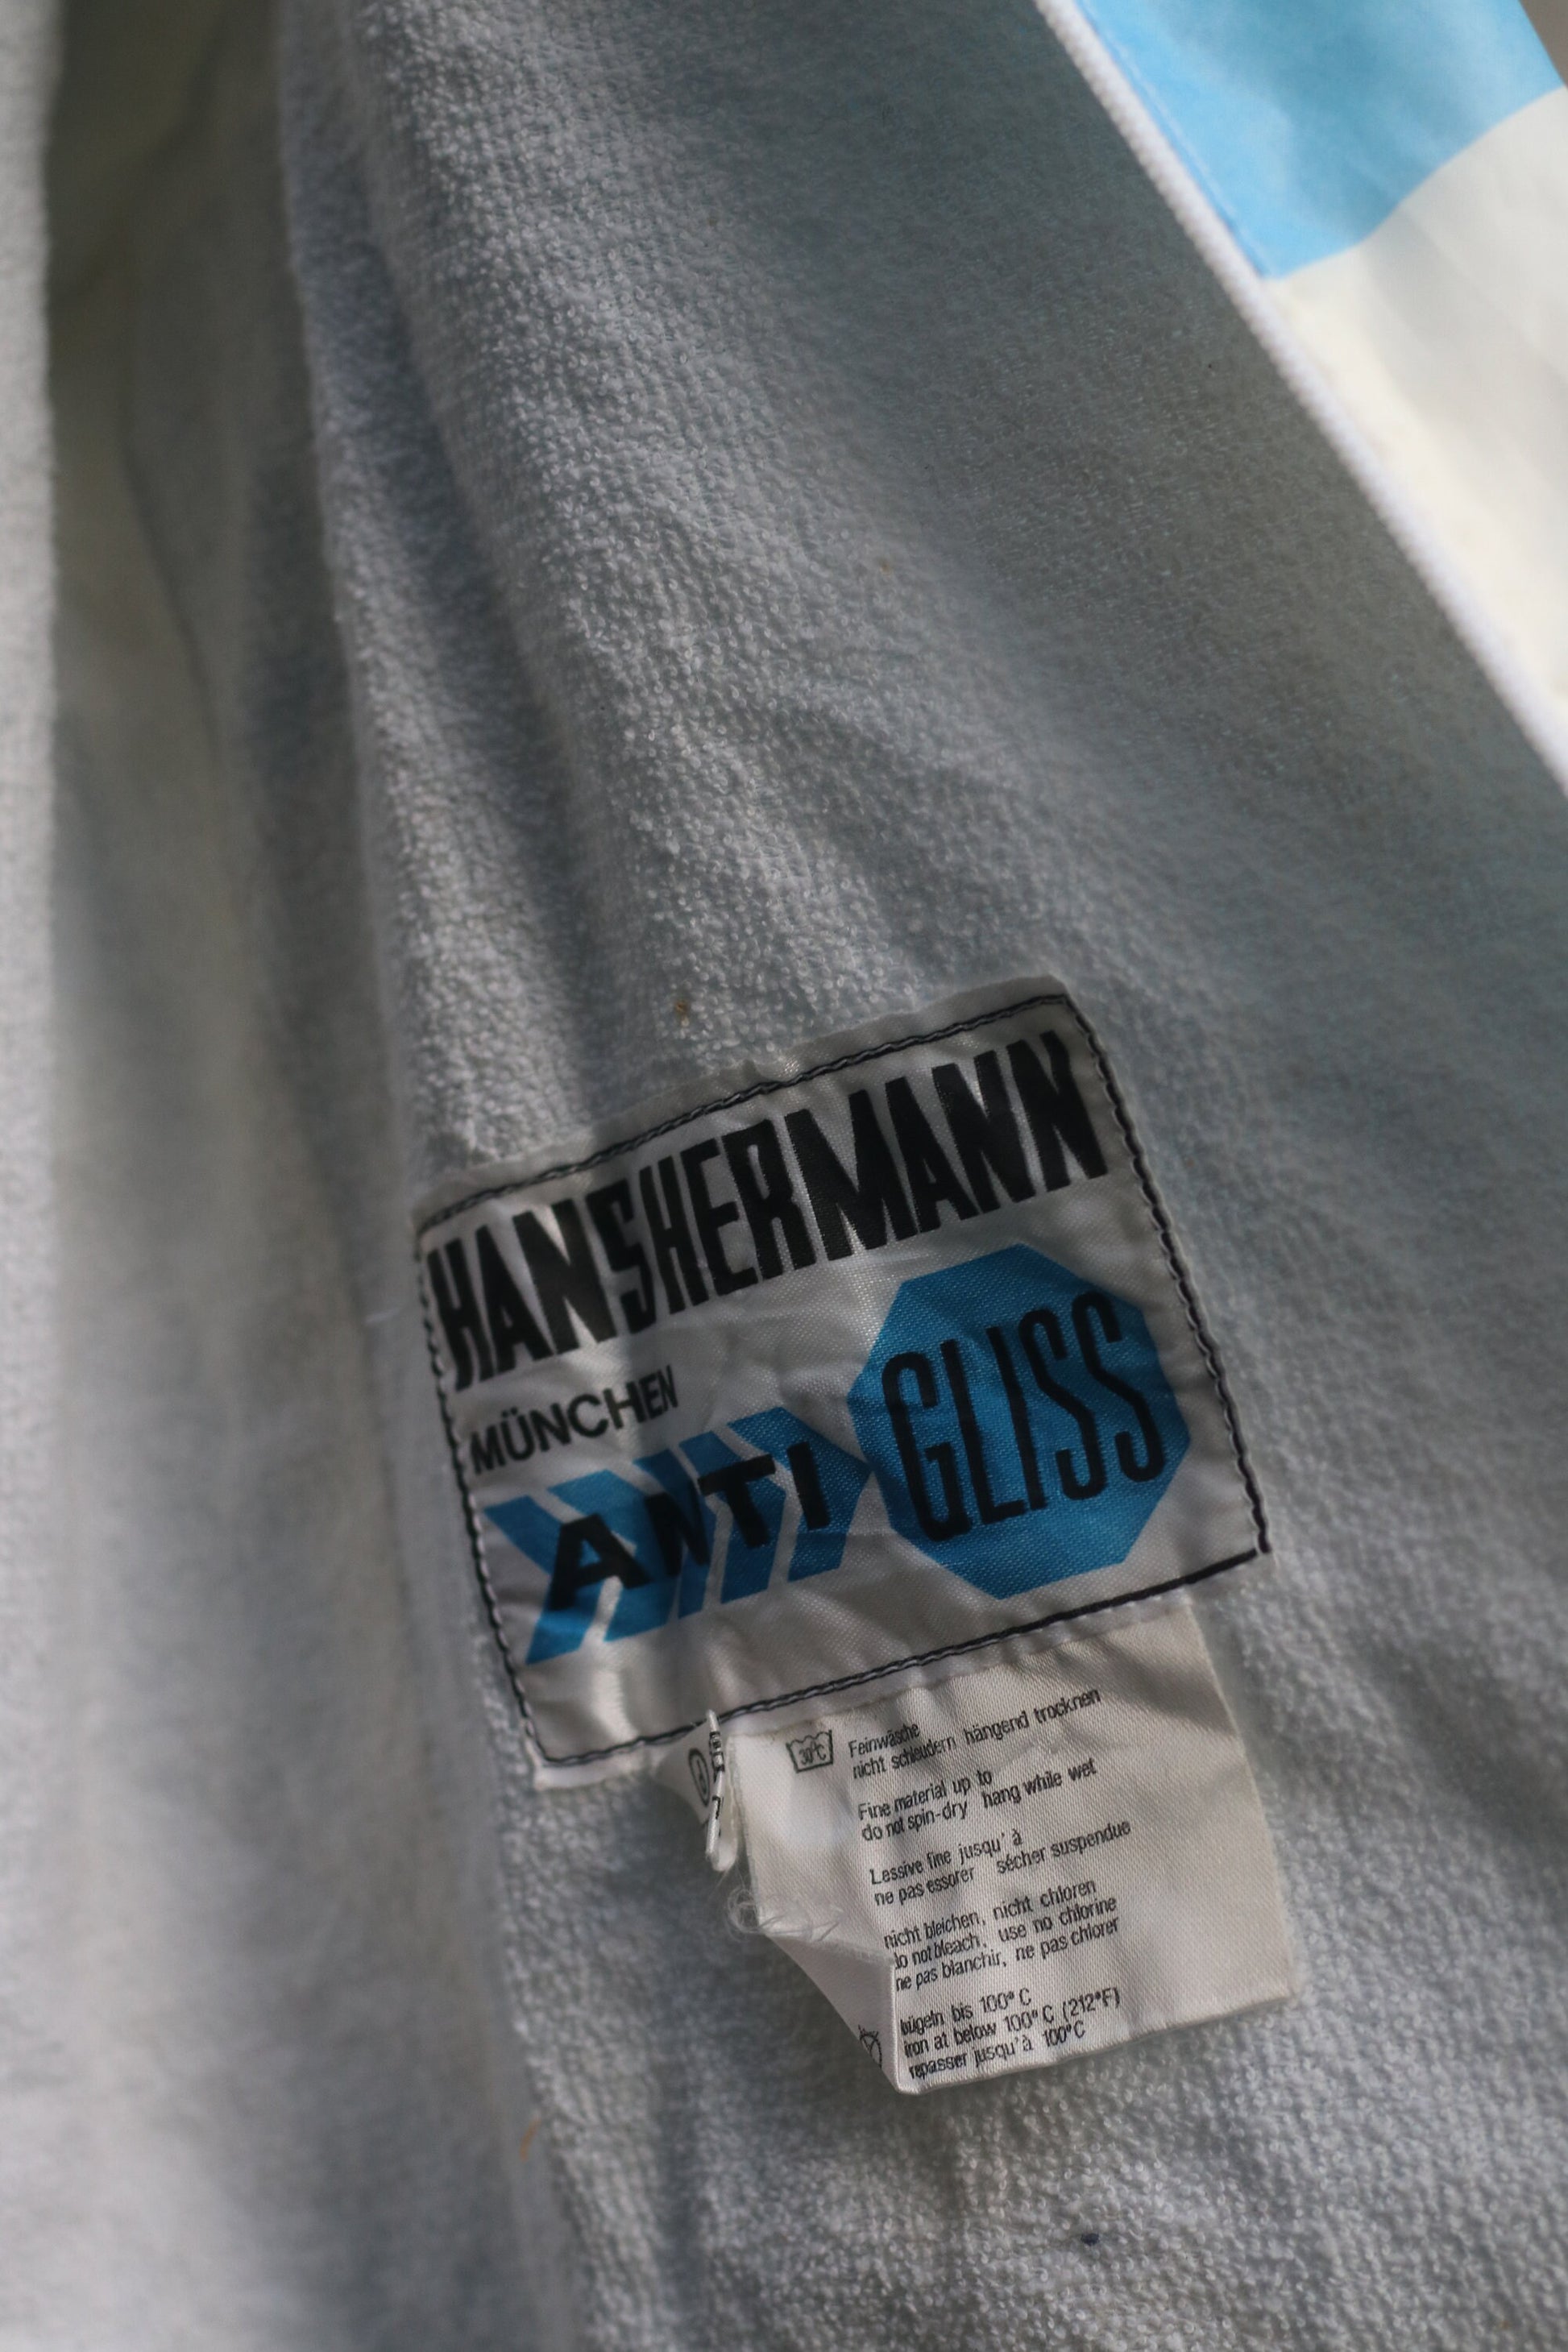 HANSHERMANN
MÜNCHEN
ANTI GLISS
30°C
Feinwäsche
nicht schleudern hängend trocknen
Fine material up to
do not spin-dry hang while wet
Lessive fine jusqu' à
ne pas essorer sécher suspendue
nicht bleichen, nicht chloren
do not bleach, use no chlorine
ne pas blanchir, ne pas chlorer
bügeln bis 100° C
iron at below 100° C (212°F)
repasser jusqu'à 100°C